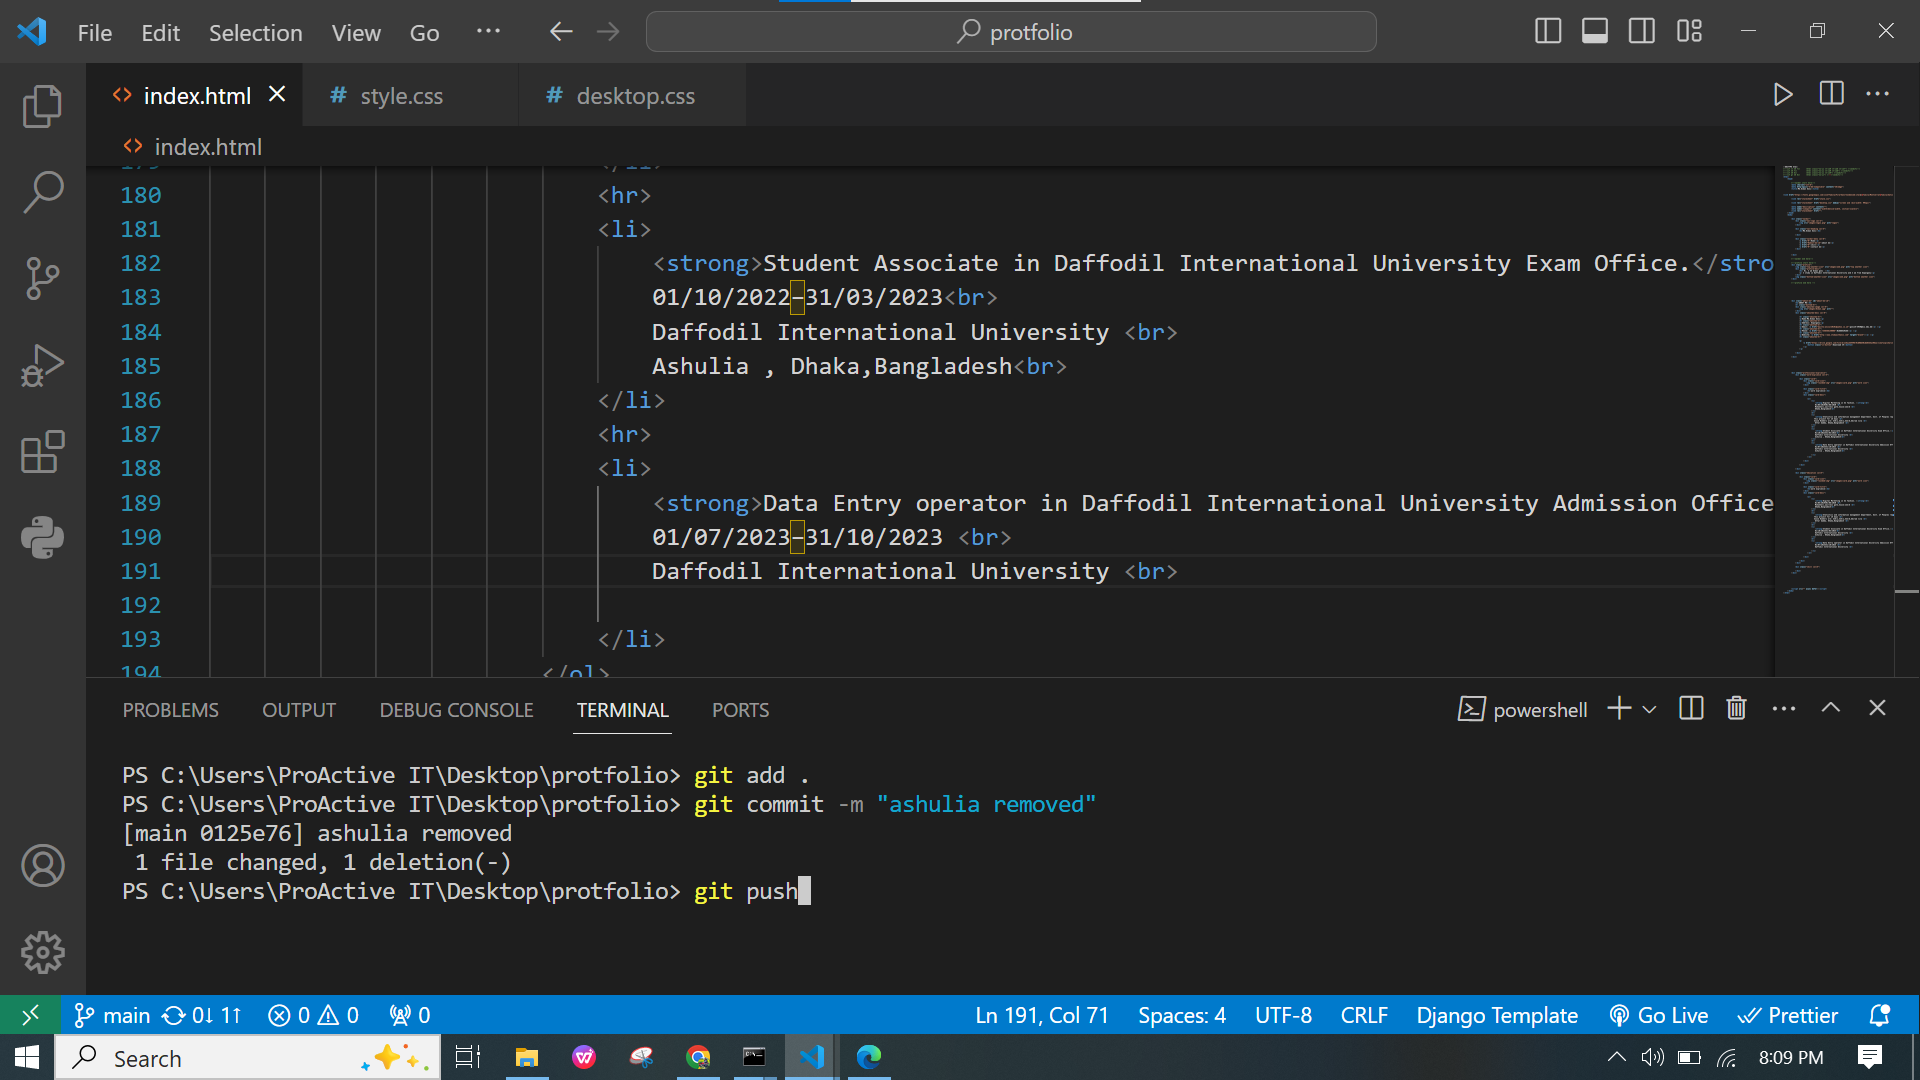 File Edit Selection View Go ··· protfolio
index.html style.css desktop.css
index.html
180 <hr>
181 <li>
182 <strong>Student Associate in Daffodil International University Exam Office.</stro
183 01/10/2022–31/03/2023<br>
184 Daffodil International University <br>
185 Ashulia , Dhaka,Bangladesh<br>
186 </li>
187 <hr>
188 <li>
189 <strong>Data Entry operator in Daffodil International University Admission Office
190 01/07/2023–31/10/2023 <br>
191 Daffodil International University <br>
192
193 </li>
194 </ol>
PROBLEMS OUTPUT DEBUG CONSOLE TERMINAL PORTS powershell
PS C:\Users\ProActive IT\Desktop\protfolio> git add .
PS C:\Users\ProActive IT\Desktop\protfolio> git commit -m "ashulia removed"
[main 0125e76] ashulia removed
1 file changed, 1 deletion(-)
PS C:\Users\ProActive IT\Desktop\protfolio> git push
main 0↓ 1↑ 0 0 0 Ln 191, Col 71 Spaces: 4 UTF-8 CRLF Django Template Go Live Prettier
Search 8:09 PM